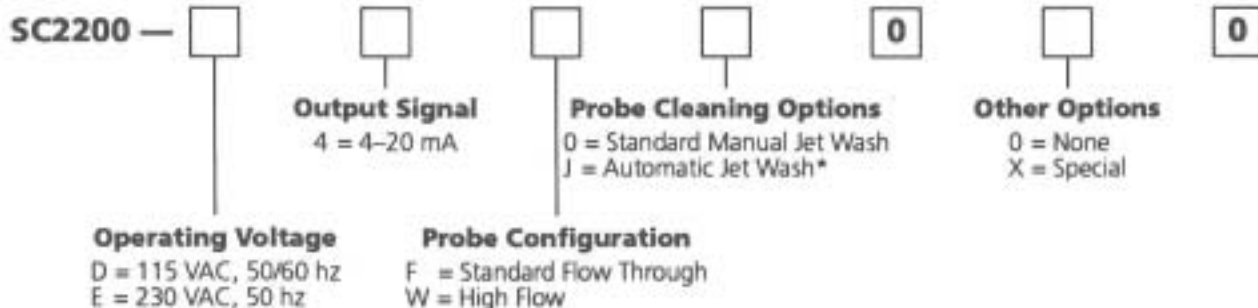 SC2200 — 0 0
Output Signal
4 = 4–20 mA
Probe Cleaning Options
0 = Standard Manual Jet Wash
J = Automatic Jet Wash*
Other Options
0 = None
X = Special
Operating Voltage
D = 115 VAC, 50/60 hz
E = 230 VAC, 50 hz
Probe Configuration
F = Standard Flow Through
W = High Flow